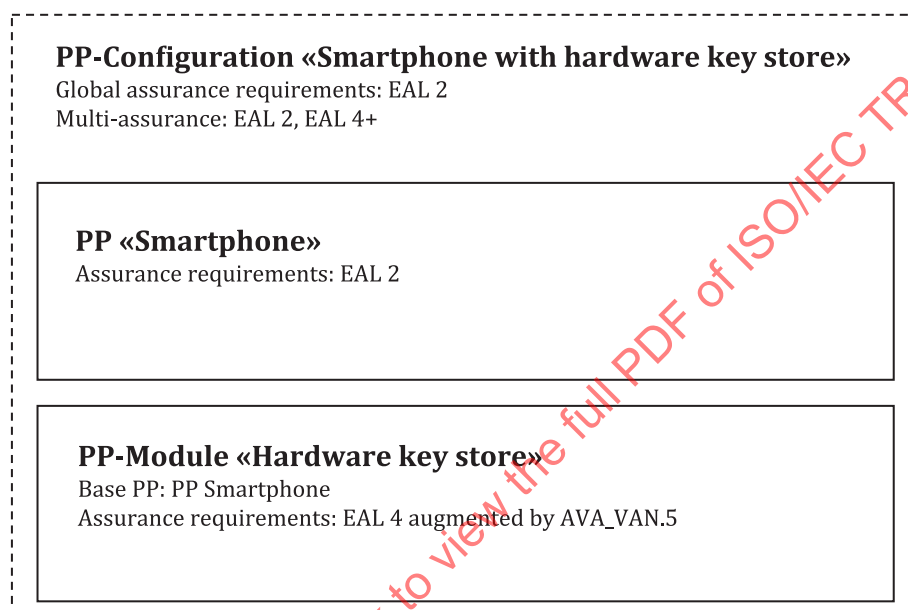 PP-Configuration «Smartphone with hardware key store»
Global assurance requirements: EAL 2
Multi-assurance: EAL 2, EAL 4+
PP «Smartphone»
Assurance requirements: EAL 2
PP-Module «Hardware key store»
Base PP: PP Smartphone
Assurance requirements: EAL 4 augmented by AVA_VAN.5
to view the full PDF of ISO/IEC TR